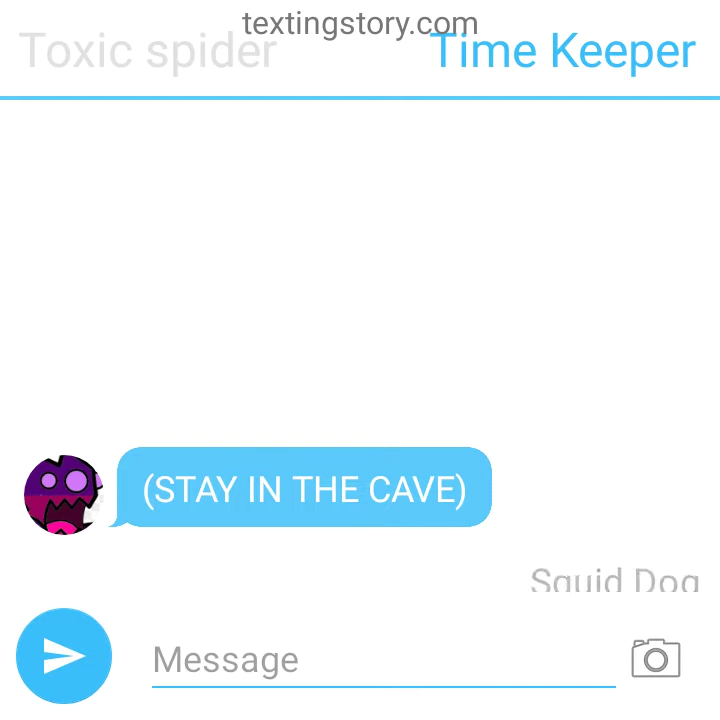 textingstory.com
Toxic spider
Time Keeper
(STAY IN THE CAVE)
Squid Dog
Message